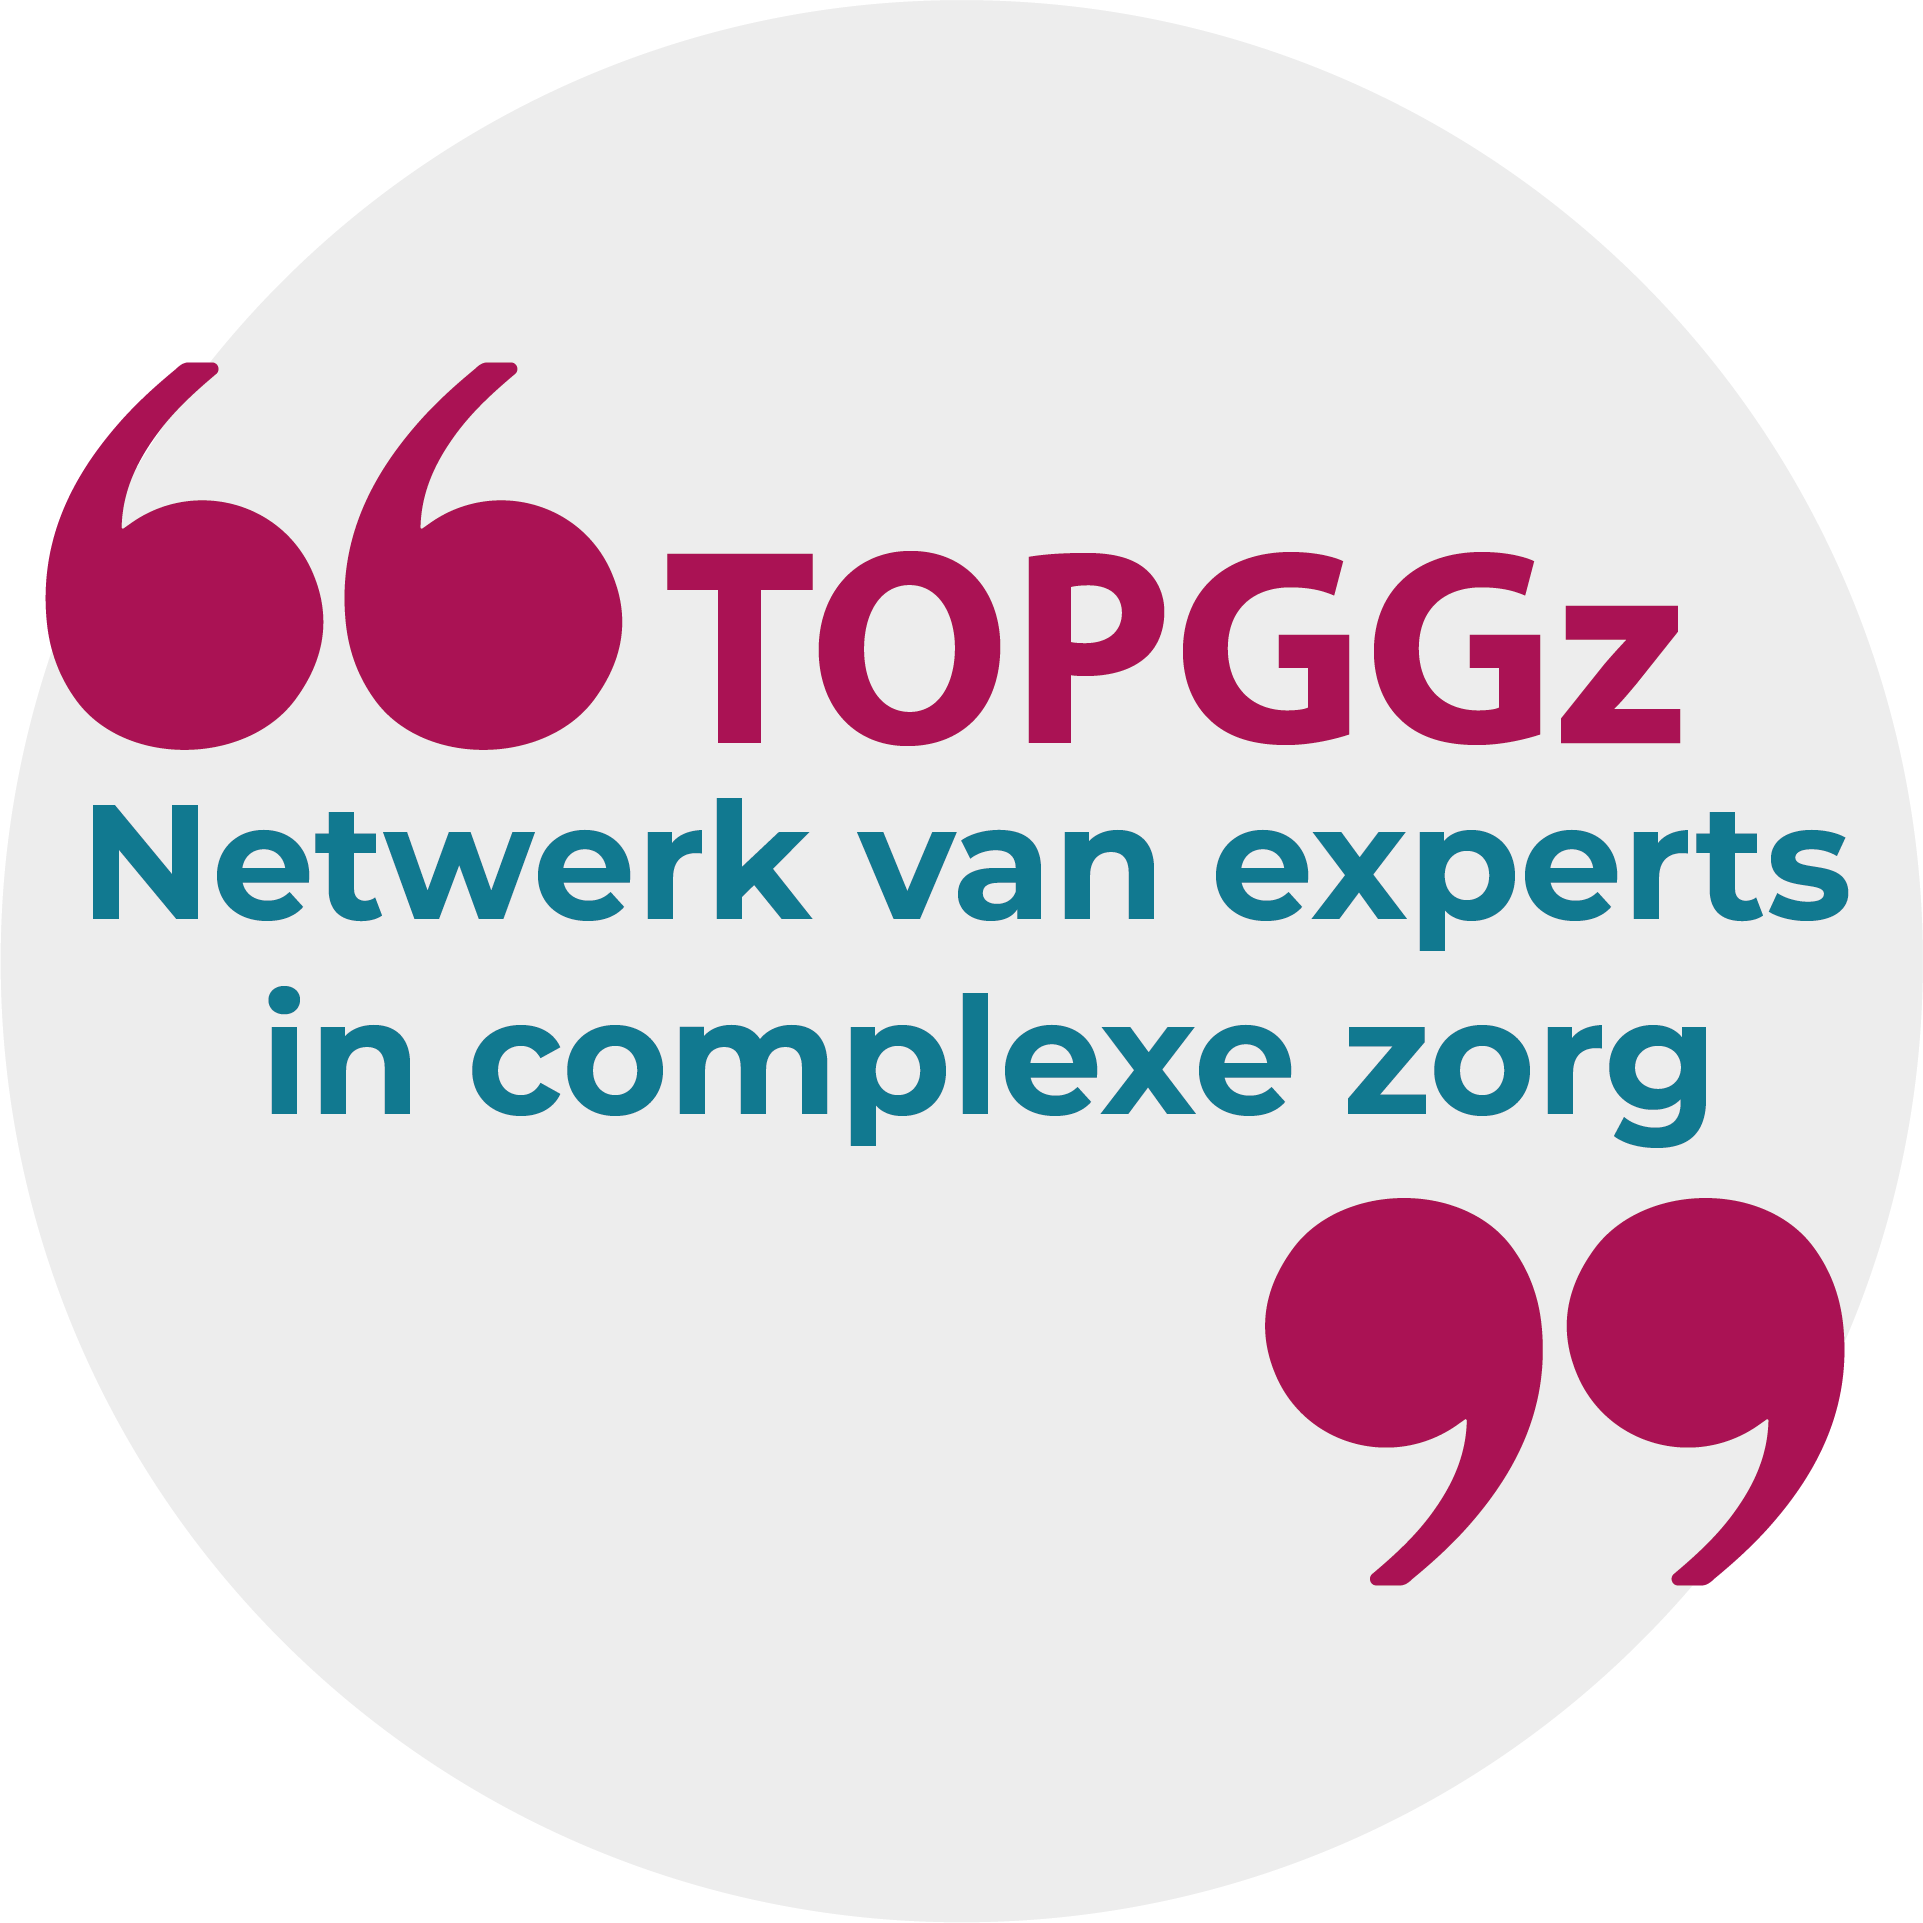 “TOPGGz
Netwerk van experts
in complexe zorg
”